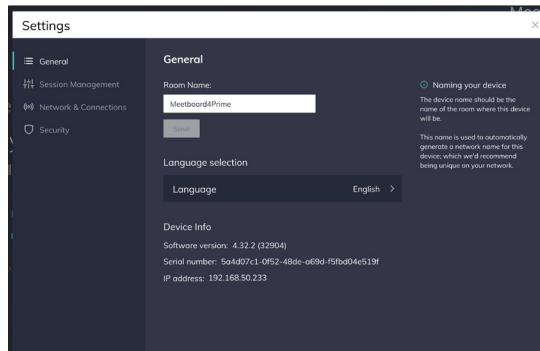 Settings
General
Session Management
Network & Connections
Security
General
Room Name:
Meetboard4Prime
Send
Language selection
Language English
Device Info
Software version: 4.32.2 (32904)
Serial number: 5a4d07c1-0f52-48de-a69d-f5fbd04e519f
IP address: 192.168.50.233
Naming your device
The device name should be the
name of the room where this device
will be.
This name is used to automatically
generate a network name for this
device; which we'd recommend
being unique on your network.